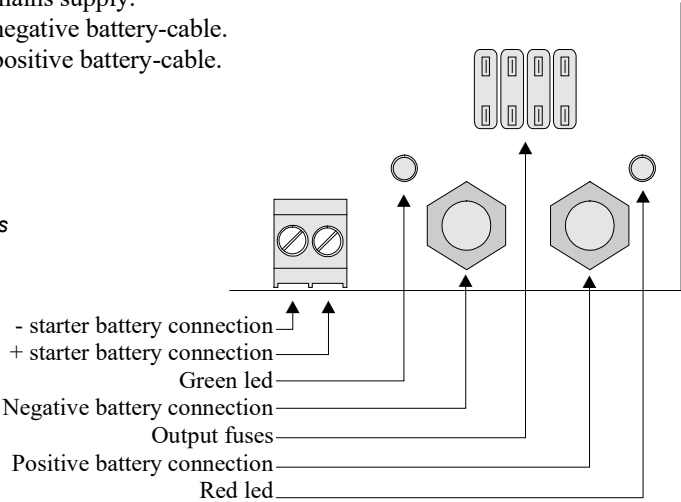 mains supply.
negative battery-cable.
positive battery-cable.
s
- starter battery connection
+ starter battery connection
Green led
Negative battery connection
Output fuses
Positive battery connection
Red led